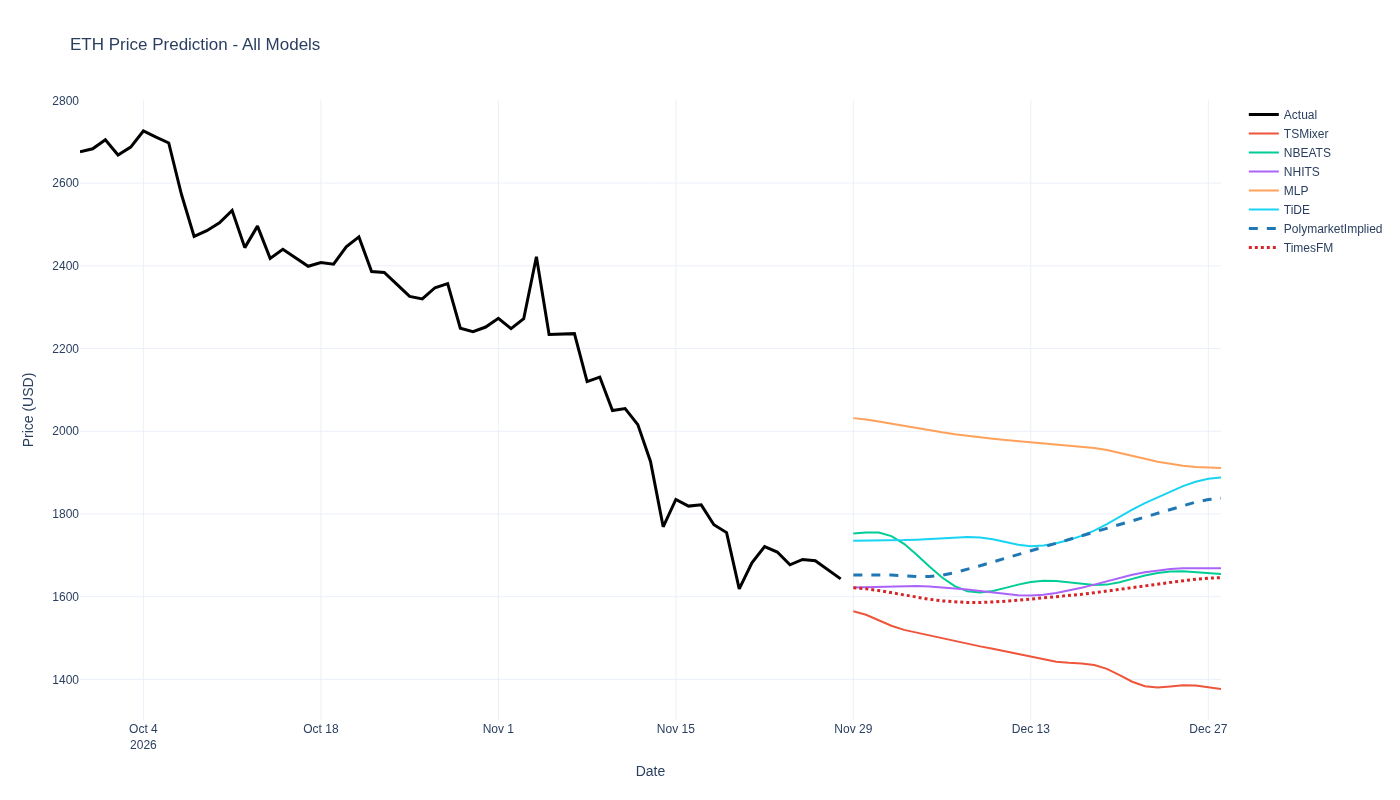 ETH Price Prediction - All Models
Price (USD)
2800
2600
2400
2200
2000
1800
1600
1400
Oct 4
2026
Oct 18
Nov 1
Nov 15
Nov 29
Dec 13
Dec 27
Date
Actual
TSMixer
NBEATS
NHITS
MLP
TiDE
PolymarketImplied
TimesFM